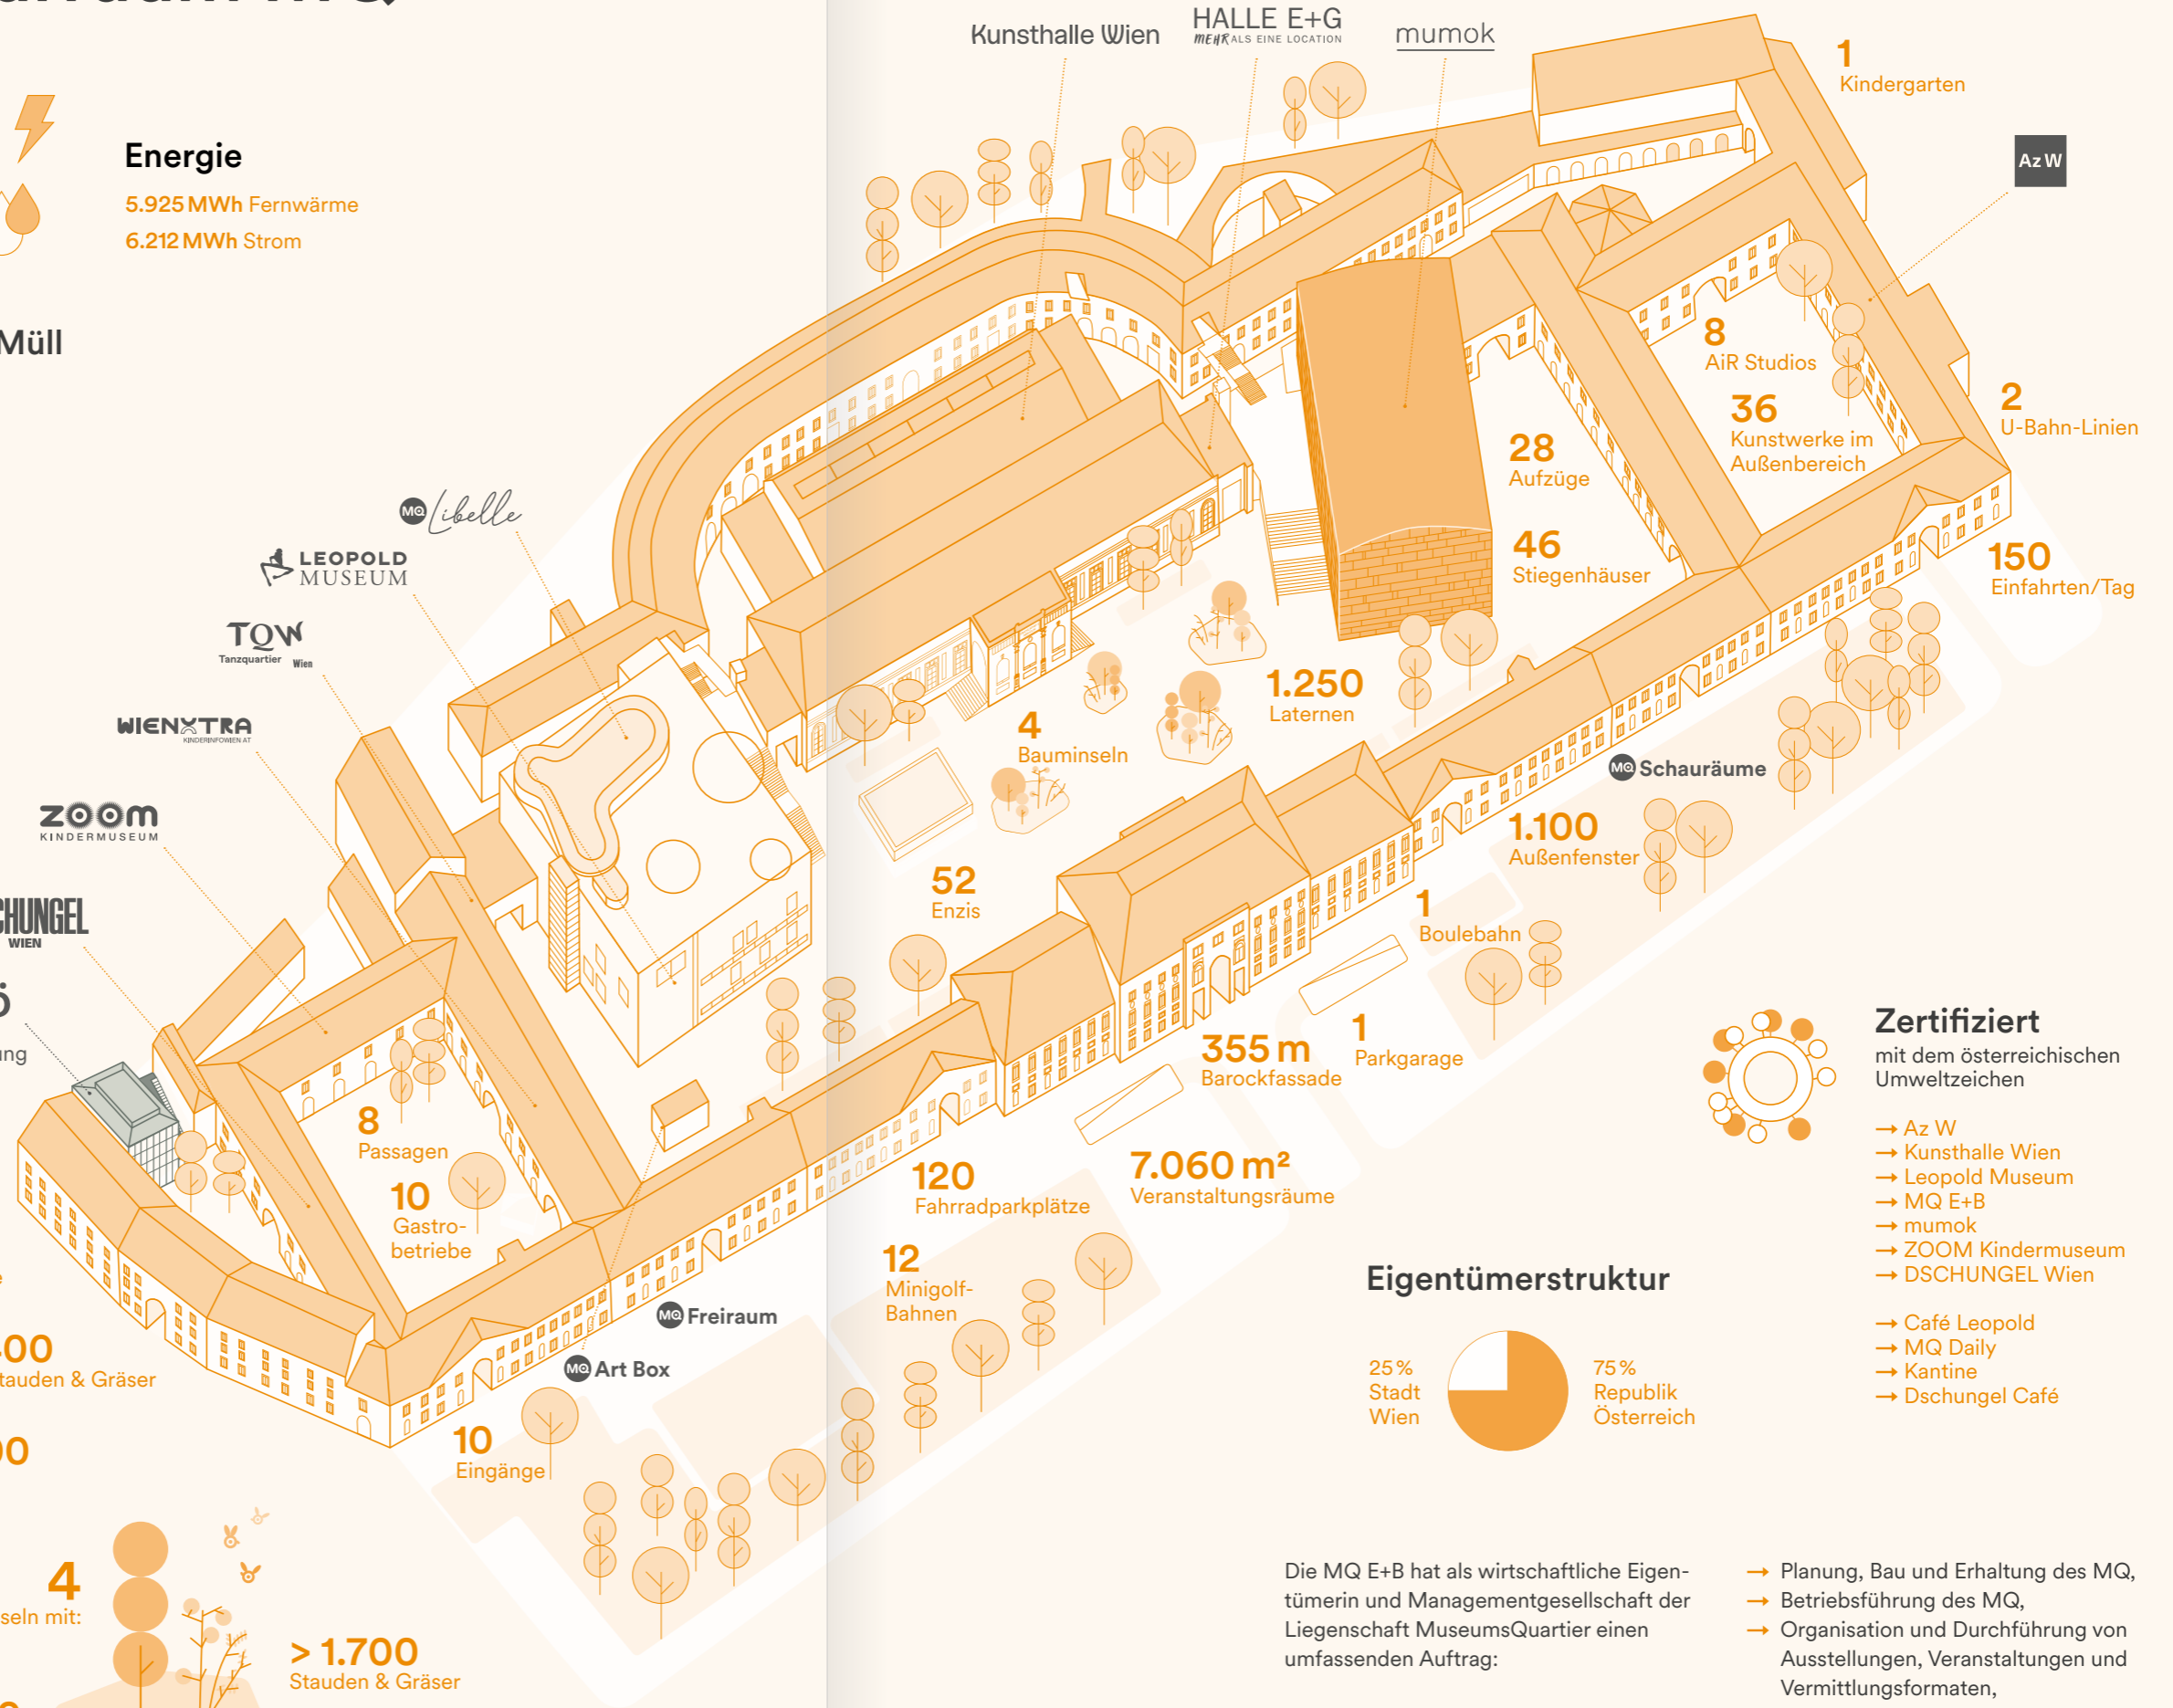 Kunsthalle Wien
HALLE E+G
MEHR ALS EINE LOCATION
mumok
1
Kindergarten
Az W
Energie
5.925 MWh Fernwärme
6.212 MWh Strom
Müll
8
AiR Studios
36
Kunstwerke im
Außenbereich
2
U-Bahn-Linien
28
Aufzüge
46
Stiegenhäuser
150
Einfahrten/Tag
MQ Libelle
LEOPOLD
MUSEUM
TQW
Tanzquartier Wien
WIENXTRA
KINDERINFOWIEN AT
ZOOM
KINDERMUSEUM
CHUNGEL
WIEN
1.250
Laternen
4
Bauminseln
MQ Schauräume
1.100
Außenfenster
52
Enzis
1
Boulebahn
355 m
Barockfassade
1
Parkgarage
8
Passagen
10
Gastro-
betriebe
120
Fahrradparkplätze
7.060 m²
Veranstaltungsräume
12
Minigolf-
Bahnen
MQ Freiraum
MQ Art Box
10
Eingänge
00
tauden & Gräser
4
seln mit:
> 1.700
Stauden & Gräser
Zertifiziert
mit dem österreichischen
Umweltzeichen
→ Az W
→ Kunsthalle Wien
→ Leopold Museum
→ MQ E+B
→ mumok
→ ZOOM Kindermuseum
→ DSCHUNGEL Wien
→ Café Leopold
→ MQ Daily
→ Kantine
→ Dschungel Café
Eigentümerstruktur
25 %
Stadt
Wien
75 %
Republik
Österreich
Die MQ E+B hat als wirtschaftliche Eigen-
tümerin und Managementgesellschaft der
Liegenschaft MuseumsQuartier einen
umfassenden Auftrag:
→ Planung, Bau und Erhaltung des MQ,
→ Betriebsführung des MQ,
→ Organisation und Durchführung von
Ausstellungen, Veranstaltungen und
Vermittlungsformaten,